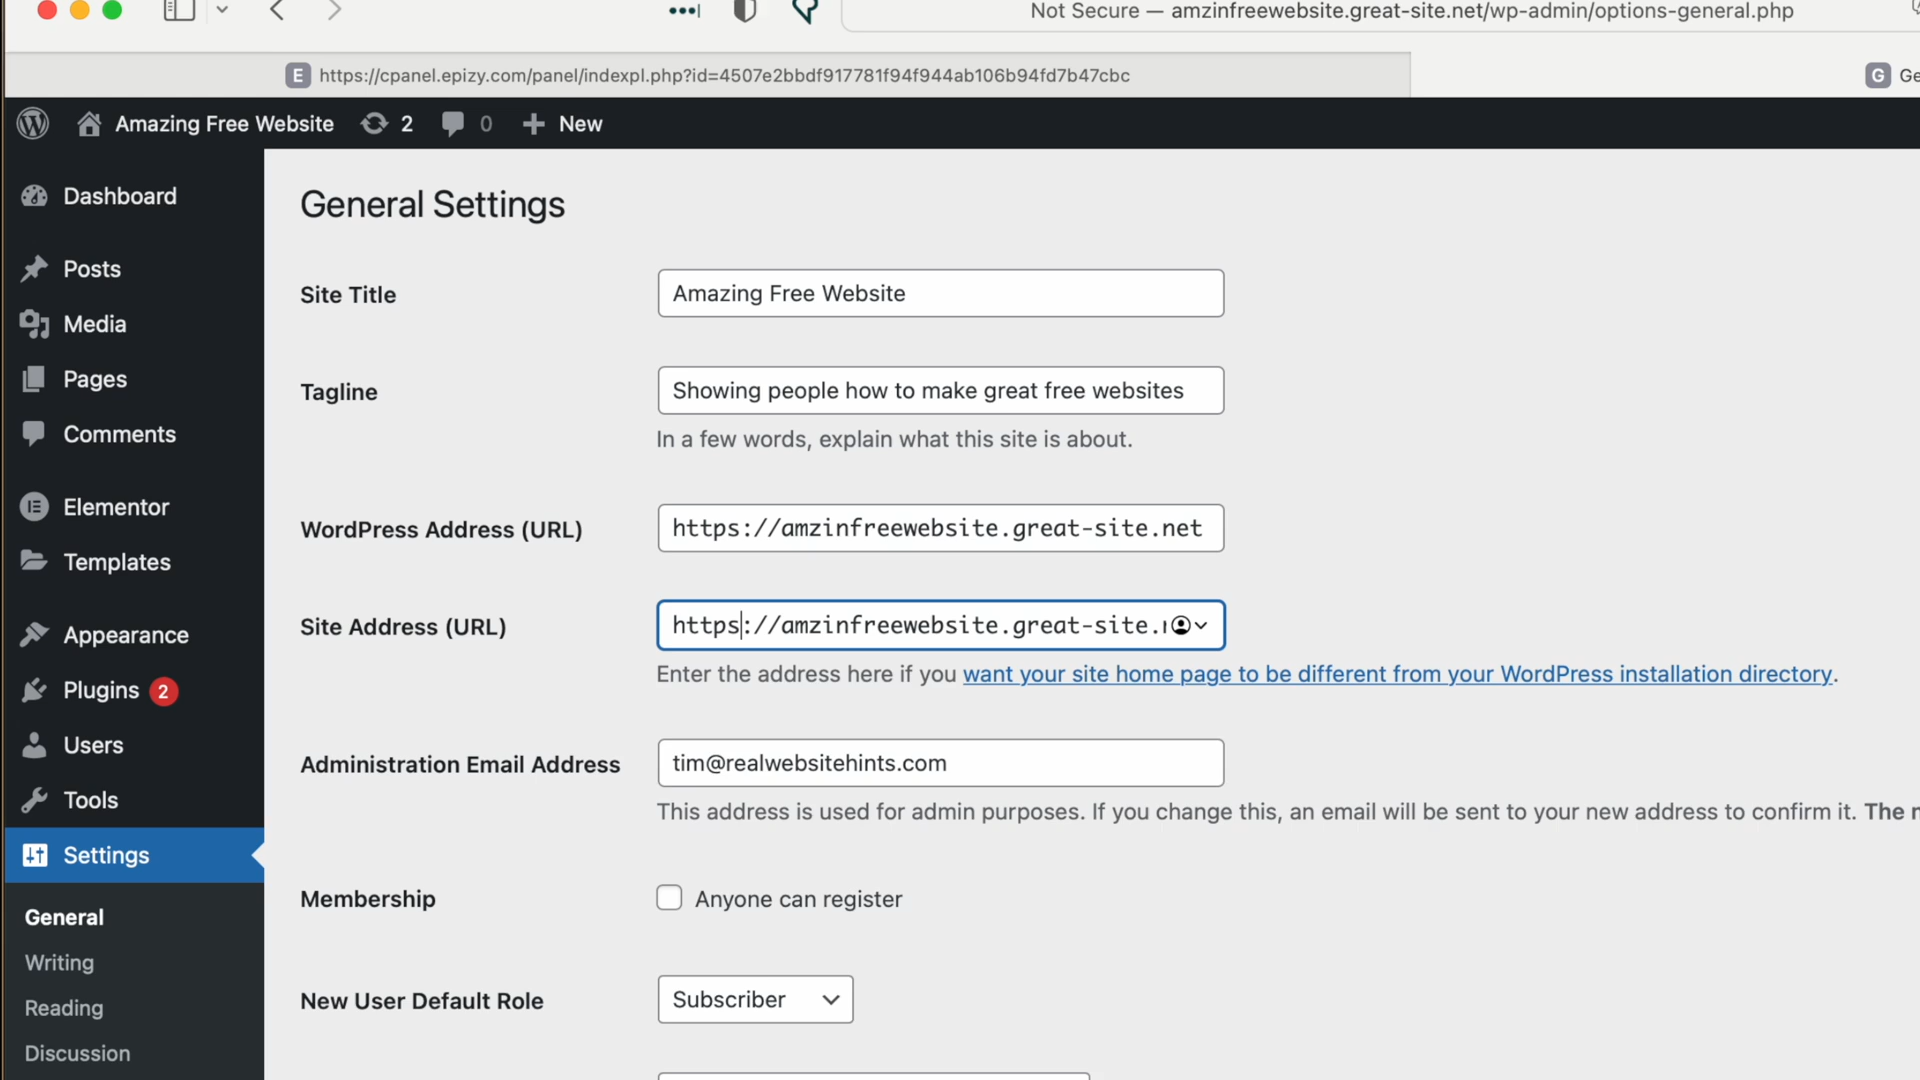 Not Secure — amzinfreewebsite.great-site.net/wp-admin/options-general.php
E https://cpanel.epizy.com/panel/indexpl.php?id=4507e2bbdf917781f94f944ab106b94fd7b47cbc
G Ge
Amazing Free Website 2 0 + New
Dashboard
Posts
Media
Pages
Comments
Elementor
Templates
Appearance
Plugins 2
Users
Tools
Settings
General
Writing
Reading
Discussion
General Settings
Site Title Amazing Free Website
Tagline Showing people how to make great free websites
In a few words, explain what this site is about.
WordPress Address (URL) https://amzinfreewebsite.great-site.net
Site Address (URL) https://amzinfreewebsite.great-site.
Enter the address here if you want your site home page to be different from your WordPress installation directory.
Administration Email Address tim@realwebsitehints.com
This address is used for admin purposes. If you change this, an email will be sent to your new address to confirm it. The
Membership Anyone can register
New User Default Role Subscriber